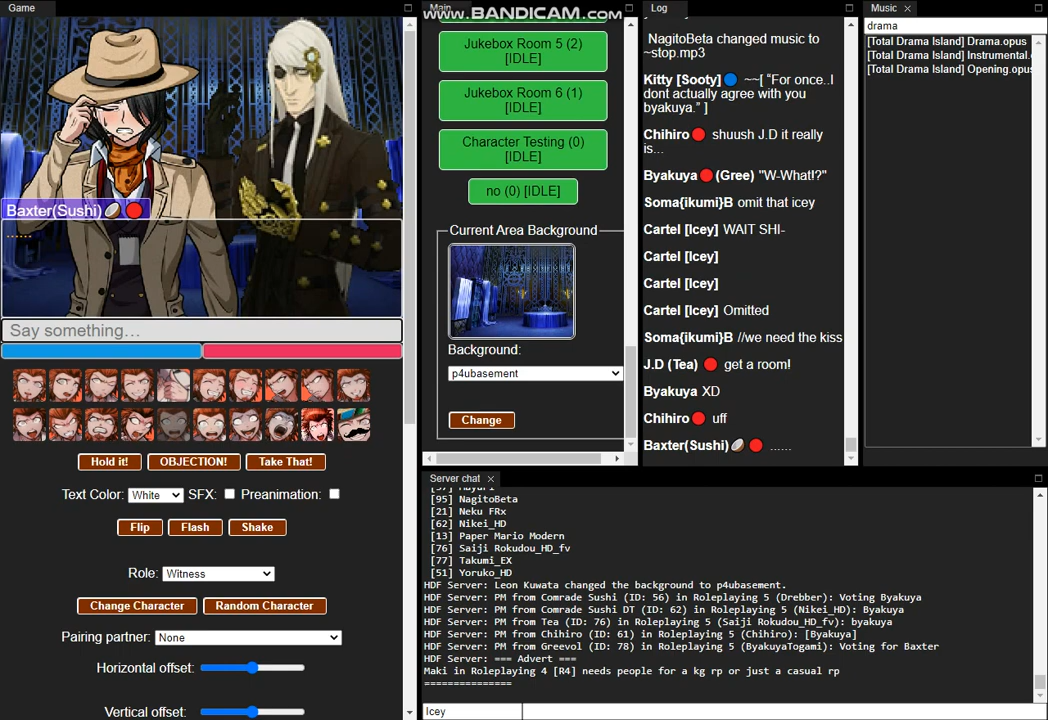 Game
Main
www.BANDICAM.com
Log
Music
Baxter(Sushi)
......
Say something…
Hold it!
OBJECTION!
Take That!
Text Color:
White
SFX:
Preanimation:
Flip
Flash
Shake
Role:
Witness
Change Character
Random Character
Pairing partner:
None
Horizontal offset:
Vertical offset:
Jukebox Room 5 (2)
[IDLE]
Jukebox Room 6 (1)
[IDLE]
Character Testing (0)
[IDLE]
no (0) [IDLE]
Current Area Background
Background:
p4ubasement
Change
NagitoBeta changed music to
~stop.mp3
Kitty [Sooty] ~~[ “For once..I
dont actually agree with you
byakuya.” ]
Chihiro shuush J.D it really
is...
Byakuya (Gree) "W-What!?"
Soma{ikumi}B omit that icey
Cartel [Icey] WAIT SHI-
Cartel [Icey]
Cartel [Icey]
Cartel [Icey] Omitted
Soma{ikumi}B //we need the kiss
J.D (Tea) get a room!
Byakuya XD
Chihiro uff
Baxter(Sushi) ......
drama
[Total Drama Island] Drama.opus
[Total Drama Island] Instrumental.
[Total Drama Island] Opening.opus
Server chat
[95] NagitoBeta
[21] Neku FRx
[62] Nikei_HD
[13] Paper Mario Modern
[76] Saiji Rokudou_HD_fv
[77] Takumi_EX
[51] Yoruko_HD
HDF Server: Leon Kuwata changed the background to p4ubasement.
HDF Server: PM from Comrade Sushi (ID: 56) in Roleplaying 5 (Drebber): Voting Byakuya
HDF Server: PM from Comrade Sushi DT (ID: 62) in Roleplaying 5 (Nikei_HD): Byakuya
HDF Server: PM from Tea (ID: 76) in Roleplaying 5 (Saiji Rokudou_HD_fv): byakuya
HDF Server: PM from Chihiro (ID: 61) in Roleplaying 5 (Chihiro): [Byakuya]
HDF Server: PM from Greevol (ID: 78) in Roleplaying 5 (ByakuyaTogami): Voting for Baxter
HDF Server: === Advert ===
Maki in Roleplaying 4 [R4] needs people for a kg rp or just a casual rp
===============
Icey